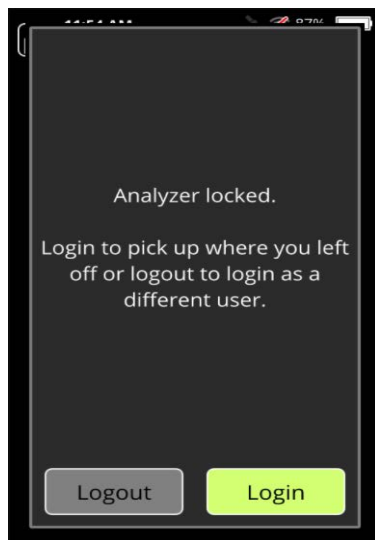 87%
Analyzer locked.
Login to pick up where you left
off or logout to login as a
different user.
Logout
Login